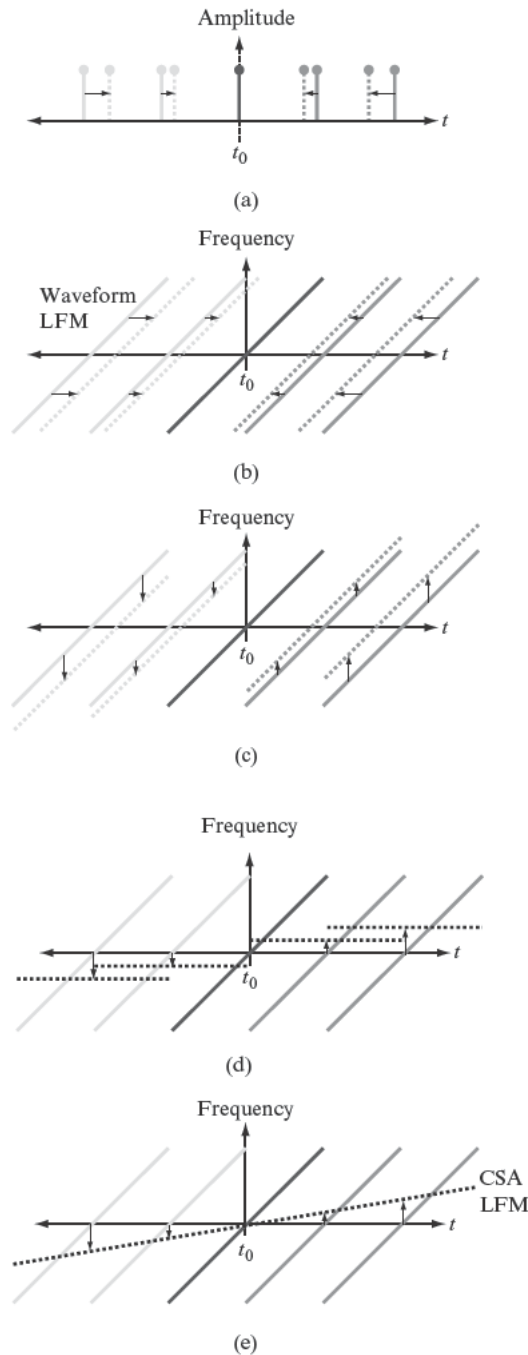 Amplitude
t
t0
(a)
Frequency
Waveform
LFM
t
t0
(b)
Frequency
t
t0
(c)
Frequency
t
t0
(d)
Frequency
CSA
LFM
t
t0
(e)